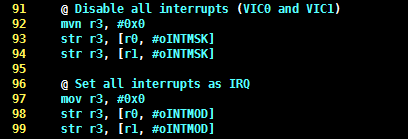 91 @ Disable all interrupts (VIC0 and VIC1)
92 mvn r3, #0x0
93 str r3, [r0, #oINTMSK]
94 str r3, [r1, #oINTMSK]
95
96 @ Set all interrupts as IRQ
97 mov r3, #0x0
98 str r3, [r0, #oINTMOD]
99 str r3, [r1, #oINTMOD]